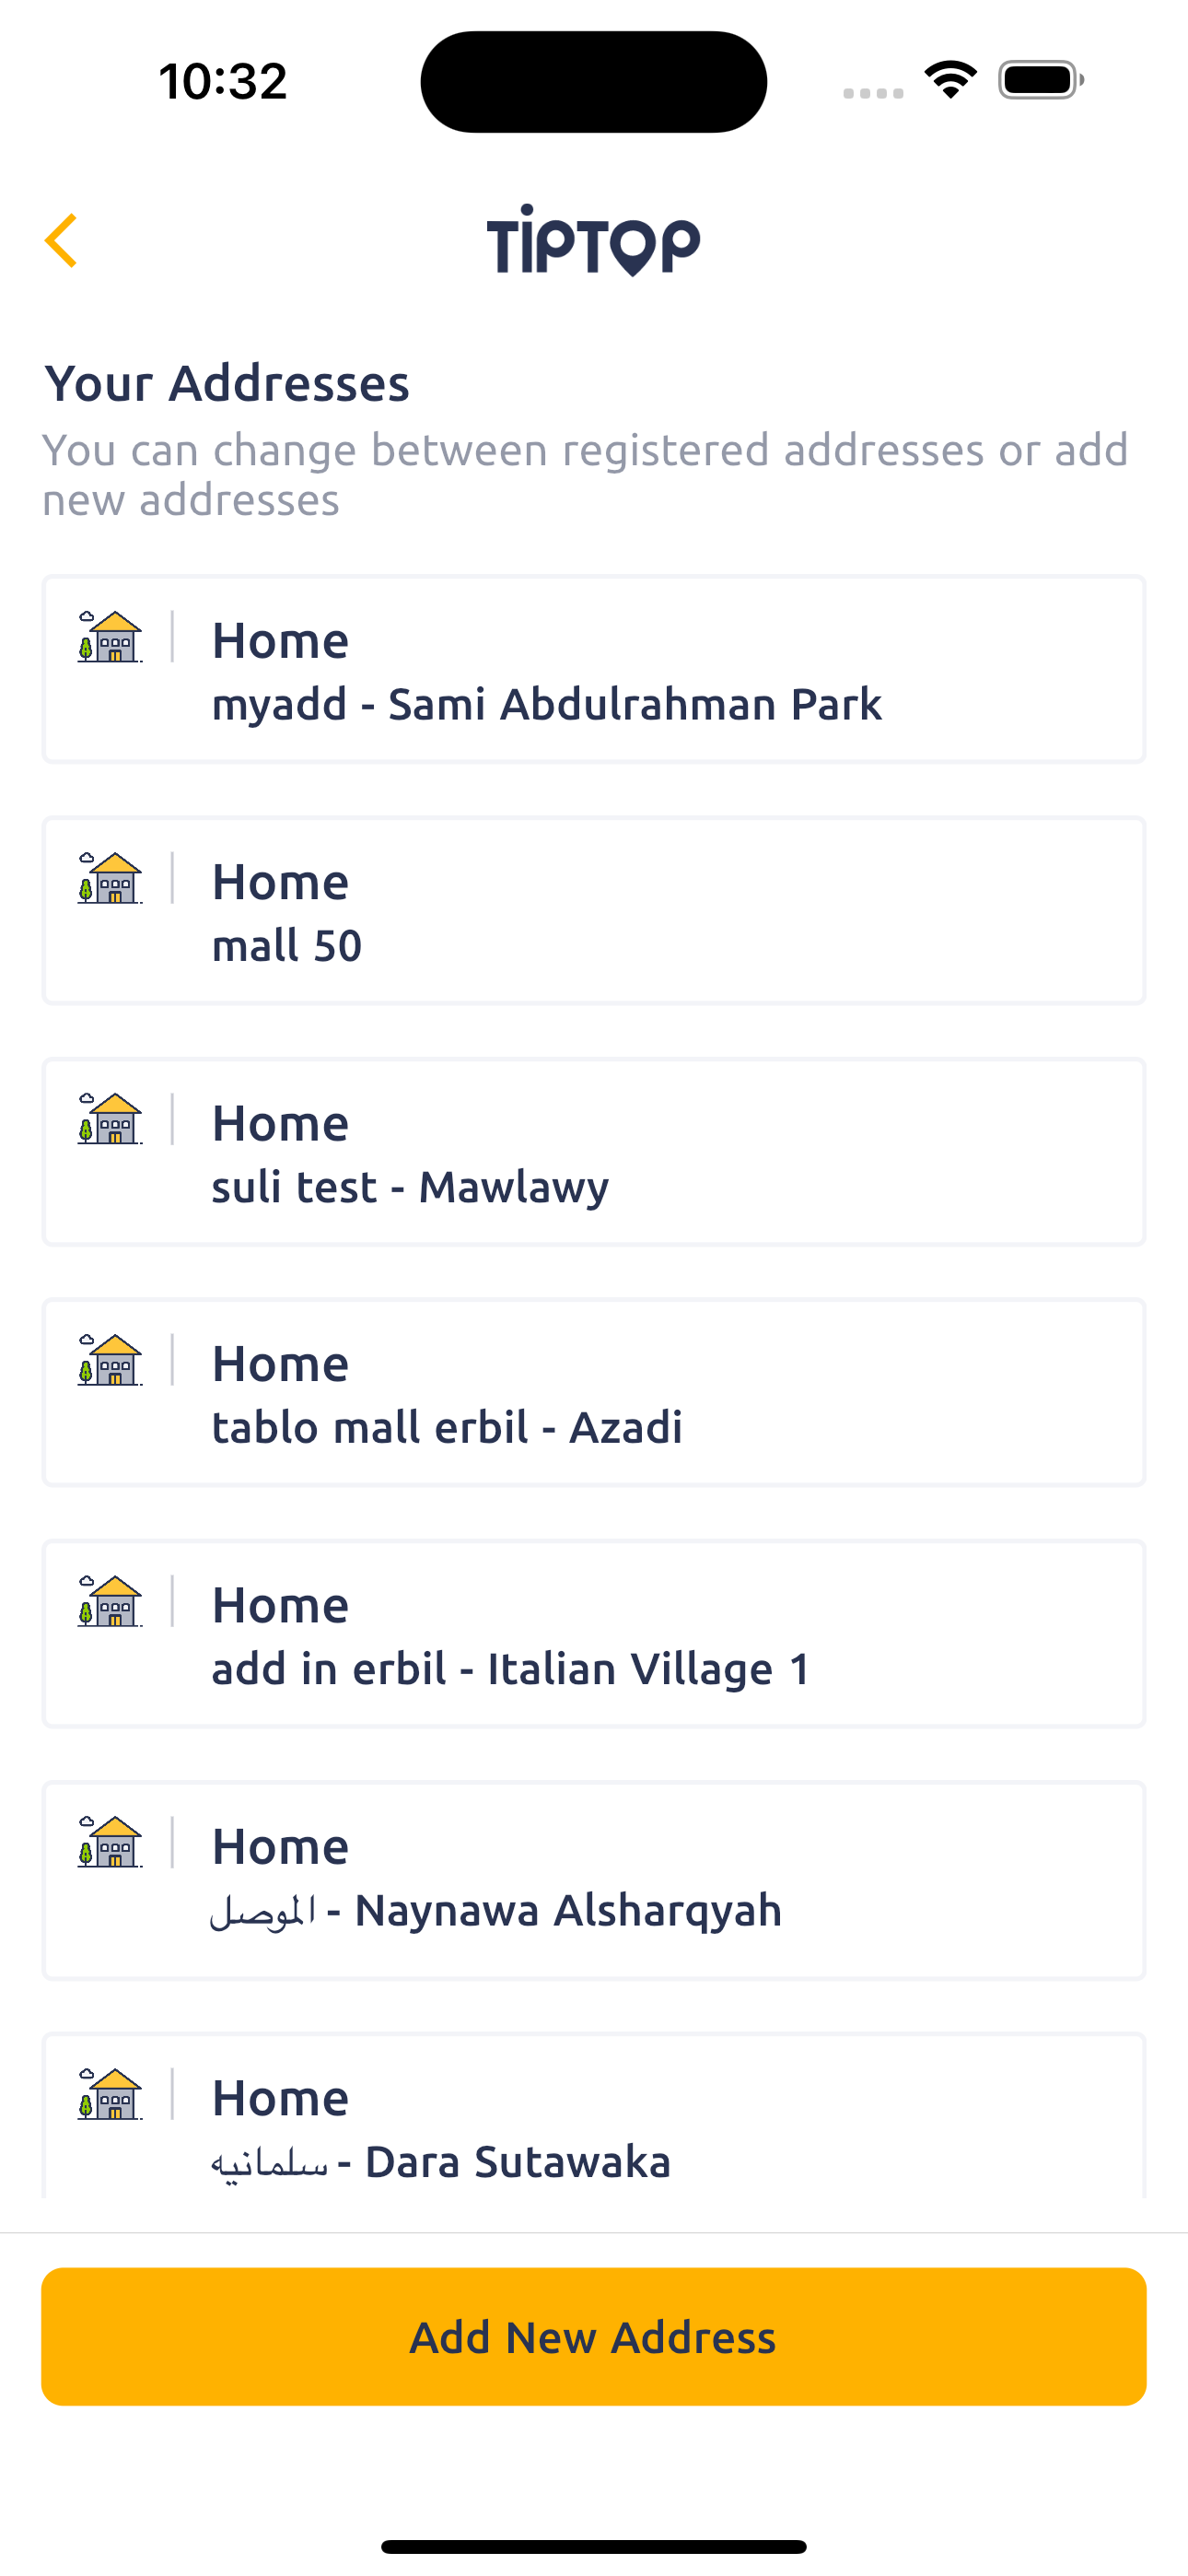 10:32
TiPTOP
Your Addresses
You can change between registered addresses or add
new addresses
Home
myadd - Sami Abdulrahman Park
Home
mall 50
Home
suli test - Mawlawy
Home
tablo mall erbil - Azadi
Home
add in erbil - Italian Village 1
Home
الموصل - Naynawa Alsharqyah
Home
سلمانيه - Dara Sutawaka
Add New Address